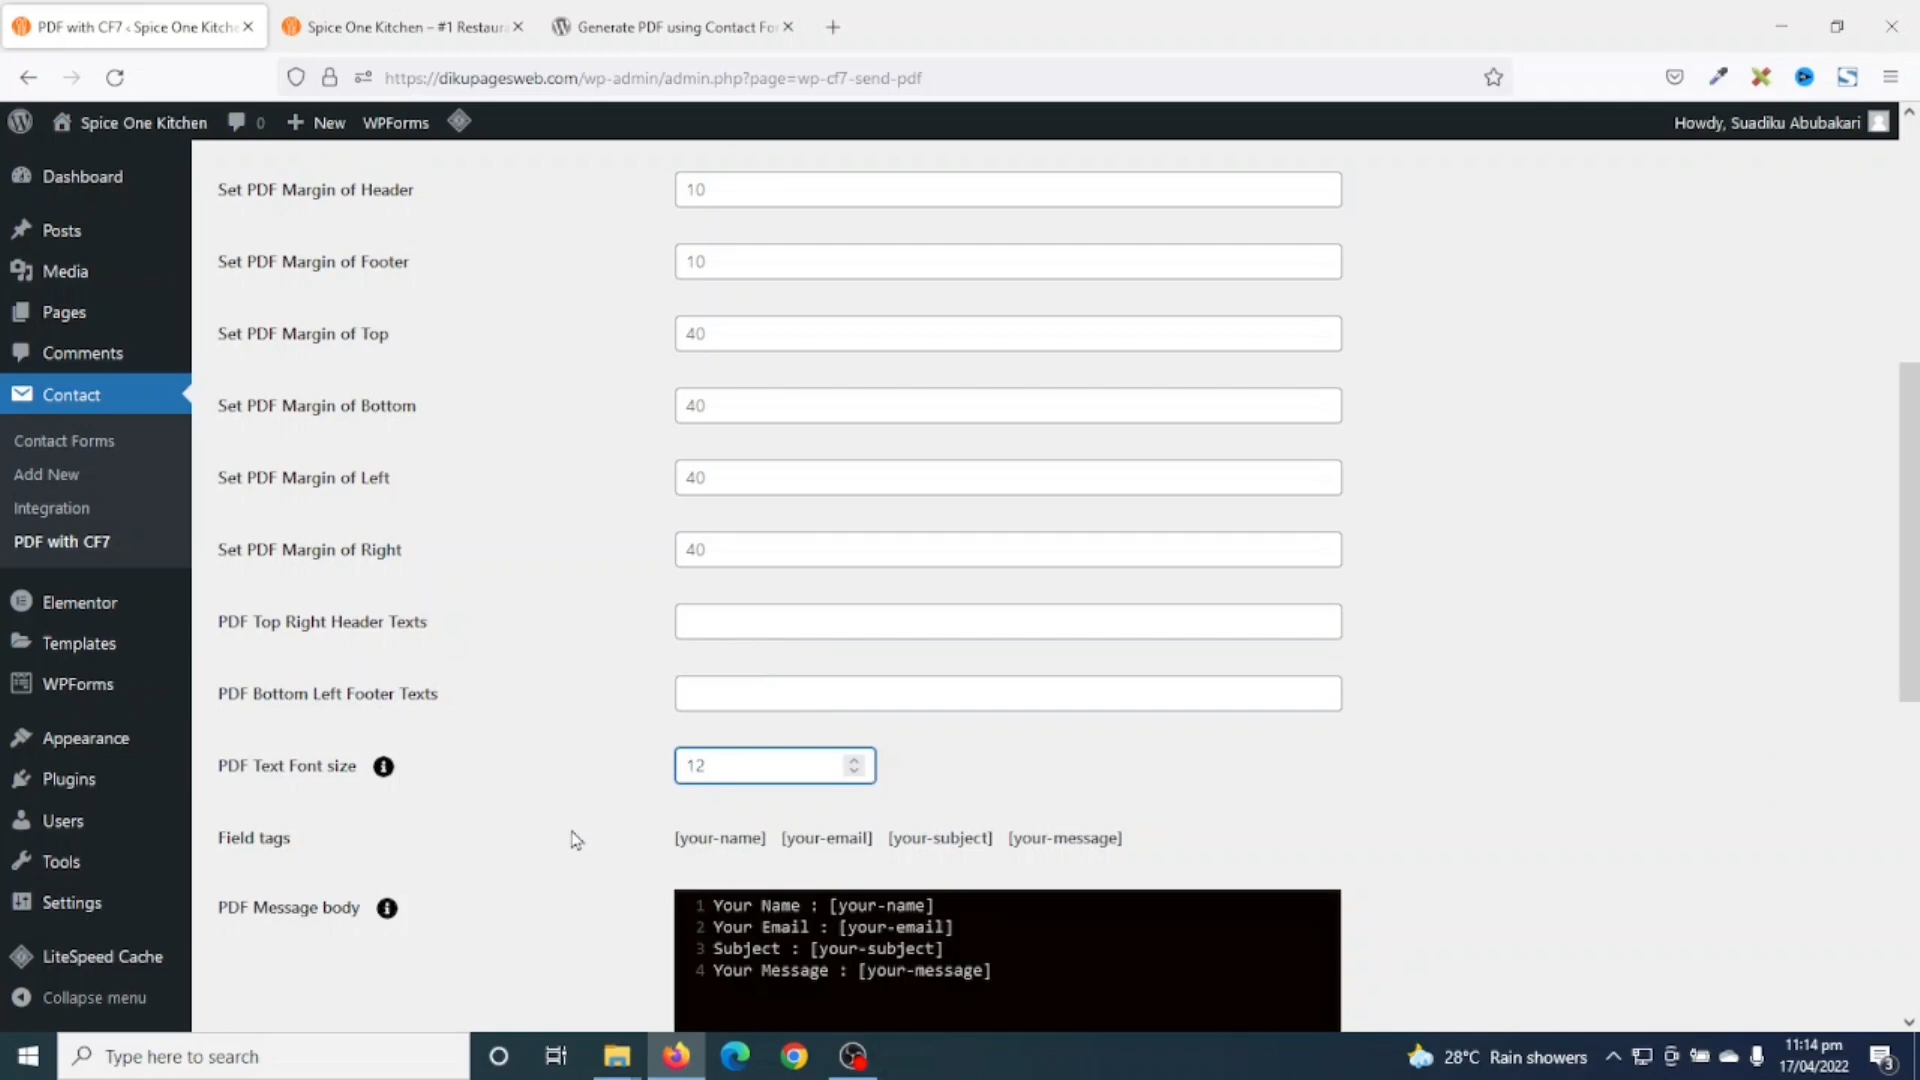 PDF with CF7 ‹ Spice One Kitche
Spice One Kitchen – #1 Restaura
Generate PDF using Contact Fo
https://dikupagesweb.com/wp-admin/admin.php?page=wp-cf7-send-pdf
Spice One Kitchen
0
New
WPForms
Howdy, Suadiku Abubakari
Dashboard
Posts
Media
Pages
Comments
Contact
Contact Forms
Add New
Integration
PDF with CF7
Elementor
Templates
WPForms
Appearance
Plugins
Users
Tools
Settings
LiteSpeed Cache
Collapse menu
Set PDF Margin of Header 10
Set PDF Margin of Footer 10
Set PDF Margin of Top 40
Set PDF Margin of Bottom 40
Set PDF Margin of Left 40
Set PDF Margin of Right 40
PDF Top Right Header Texts
PDF Bottom Left Footer Texts
PDF Text Font size 12
Field tags [your-name] [your-email] [your-subject] [your-message]
PDF Message body
1 Your Name : [your-name]
2 Your Email : [your-email]
3 Subject : [your-subject]
4 Your Message : [your-message]
Type here to search
28°C Rain showers
11:14 pm
17/04/2022
3